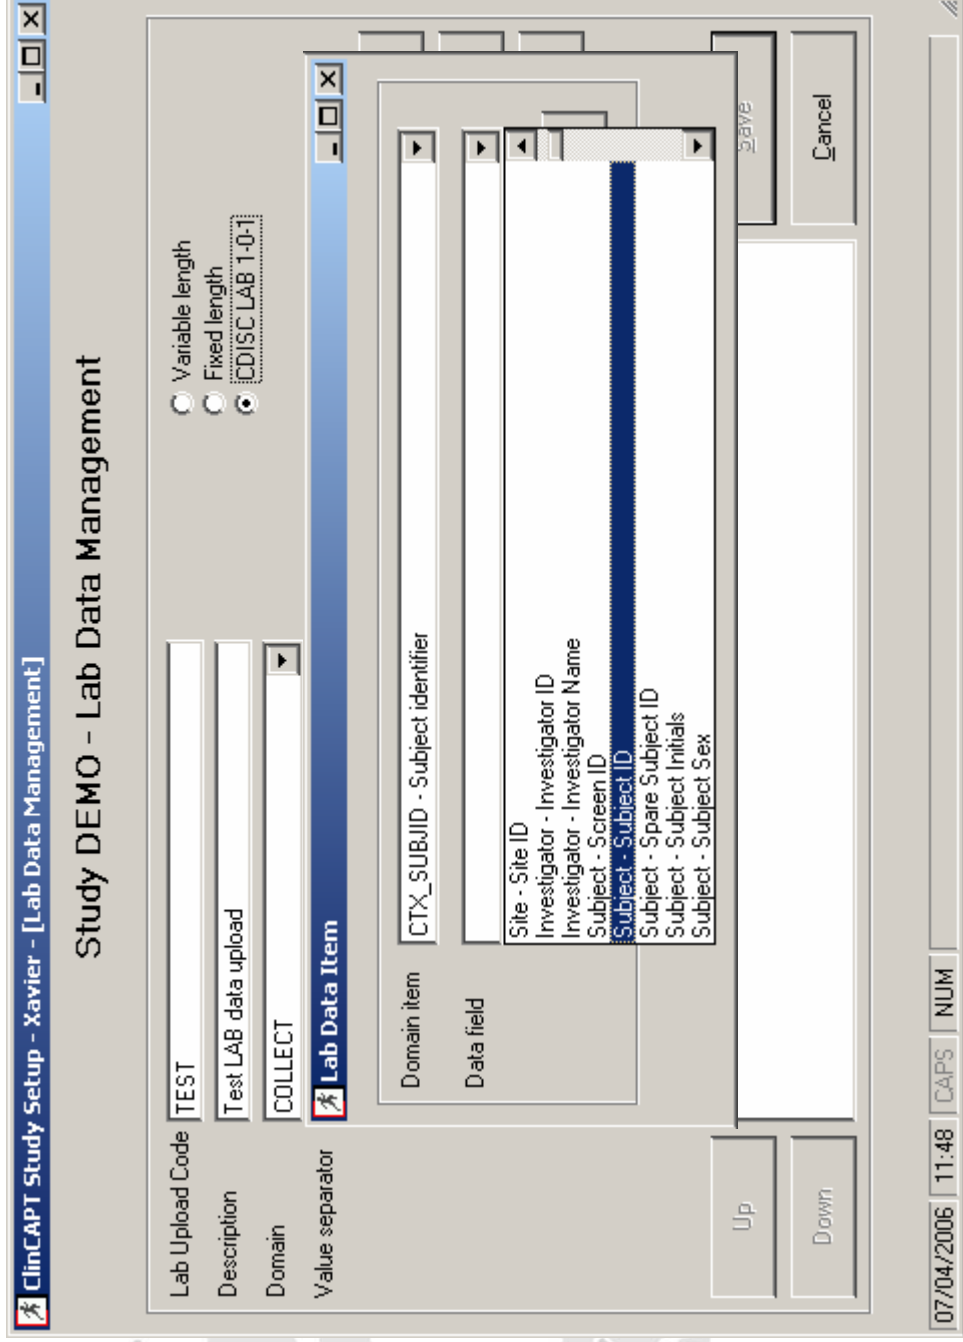 ClinCAPT Study Setup - Xavier - [Lab Data Management]
Study DEMO - Lab Data Management
Lab Upload Code
TEST
Variable length
Description
Test LAB data upload
Fixed length
Domain
COLLECT
CDISC LAB 1-0-1
Value separator
Lab Data Item
Domain item
CTX_SUBJID - Subject identifier
Data field
Site - Site ID
Investigator - Investigator ID
Investigator - Investigator Name
Subject - Screen ID
Subject - Subject ID
Subject - Spare Subject ID
Subject - Subject Initials
Subject - Subject Sex
Up
Save
Down
Cancel
07/04/2006
11:48
CAPS
NUM